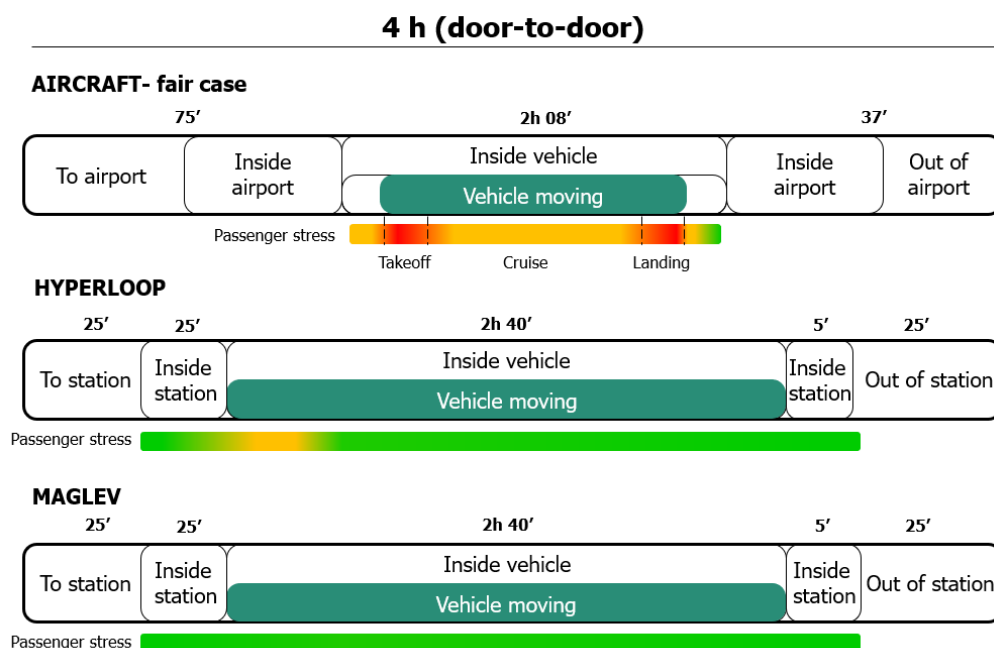 4 h (door-to-door)
AIRCRAFT- fair case
75′ 2h 08′ 37′
To airport
Inside
airport
Inside vehicle
Vehicle moving
Inside
airport
Out of
airport
Passenger stress
Takeoff Cruise Landing
HYPERLOOP
25′ 25′ 2h 40′ 5′ 25′
To station
Inside
station
Inside vehicle
Vehicle moving
Inside
station
Out of station
Passenger stress
MAGLEV
25′ 25′ 2h 40′ 5′ 25′
To station
Inside
station
Inside vehicle
Vehicle moving
Inside
station
Out of station
Passenger stress